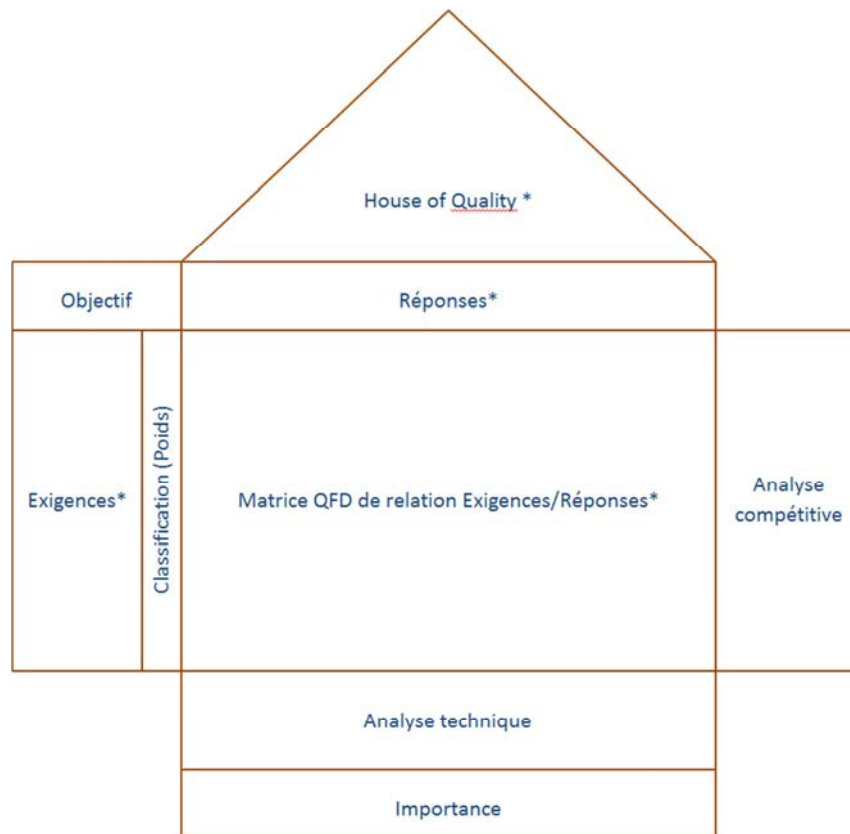 House of Quality *
Objectif
Réponses*
Exigences*
Classification (Poids)
Matrice QFD de relation Exigences/Réponses*
Analyse
compétitive
Analyse technique
Importance